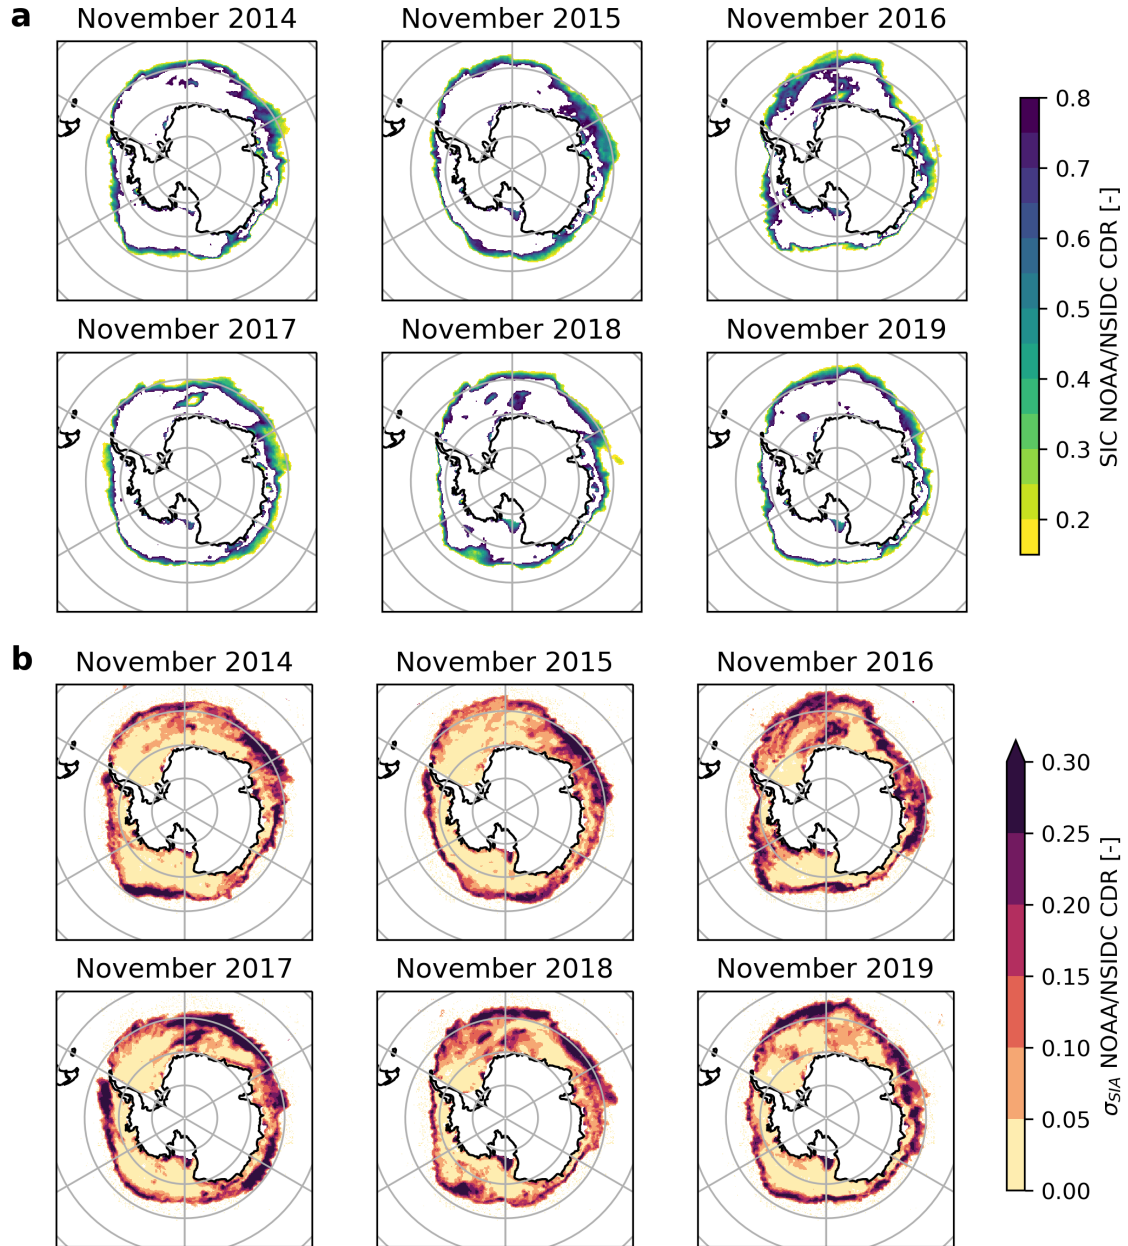 a
November 2014
November 2015
November 2016
November 2017
November 2018
November 2019
0.8
0.7
0.6
0.5
0.4
0.3
0.2
SIC NOAA/NSIDC CDR [-]
b
November 2014
November 2015
November 2016
November 2017
November 2018
November 2019
0.30
0.25
0.20
0.15
0.10
0.05
0.00
σSIA NOAA/NSIDC CDR [-]